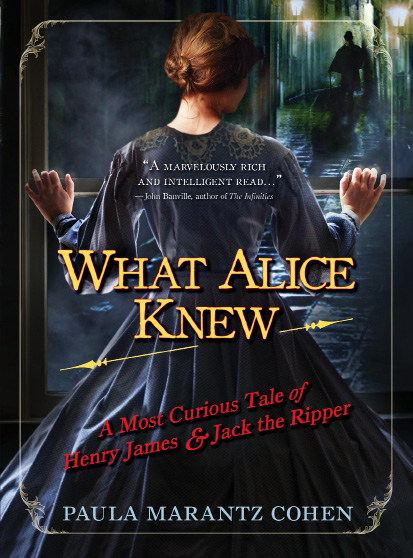 “A MARVELOUSLY RICH
AND INTELLIGENT READ...”
—John Banville, author of The Infinities
WHAT ALICE
KNEW
A Most Curious Tale of
Henry James & Jack the Ripper
PAULA MARANTZ COHEN